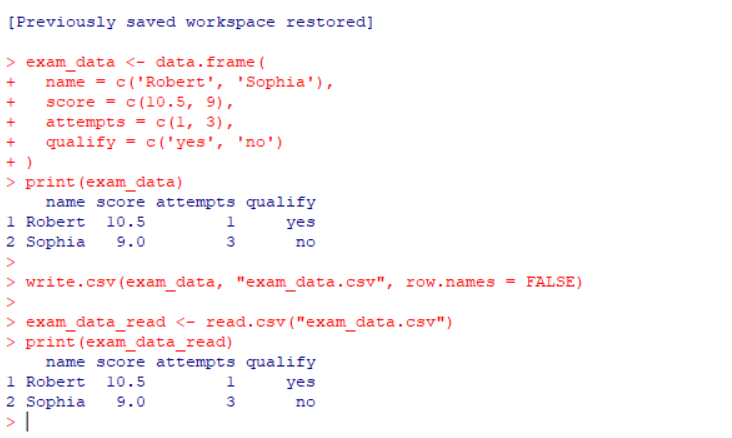 [Previously saved workspace restored]
> exam_data <- data.frame(
+   name = c('Robert', 'Sophia'),
+   score = c(10.5, 9),
+   attempts = c(1, 3),
+   qualify = c('yes', 'no')
+ )
> print(exam_data)
    name score attempts qualify
1 Robert  10.5        1     yes
2 Sophia   9.0        3      no
>
> write.csv(exam_data, "exam_data.csv", row.names = FALSE)
>
> exam_data_read <- read.csv("exam_data.csv")
> print(exam_data_read)
    name score attempts qualify
1 Robert  10.5        1     yes
2 Sophia   9.0        3      no
>